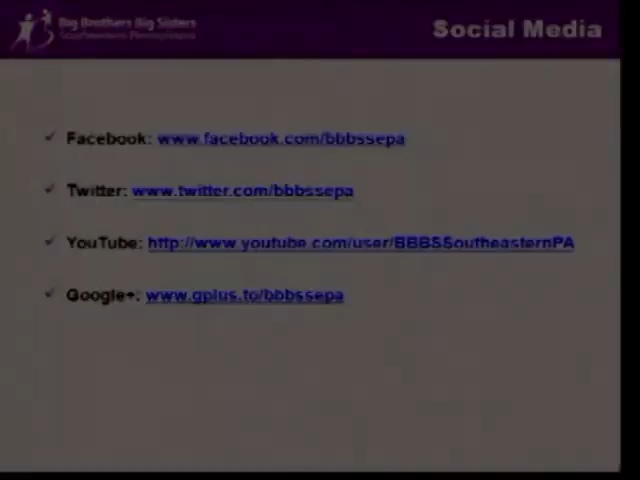 Big Brothers Big Sisters
Southeastern Pennsylvania
Social Media
✓ Facebook: www.facebook.com/bbbssepa
✓ Twitter: www.twitter.com/bbbssepa
✓ YouTube: http://www.youtube.com/user/BBBSSoutheasternPA
✓ Google+: www.gplus.to/bbbssepa